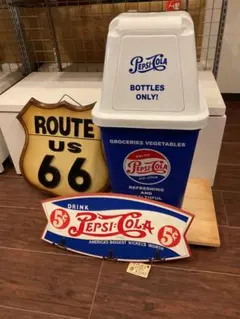 PEPSI-COLA
BOTTLES
ONLY!
ROUTE
US
66
GROCERIES VEGETABLES
PEPSI-COLA
REFRESHING
AND
DRINK
5¢
PEPSI-COLA
5¢
AMERICA'S BIGGEST NICKEL'S WORTH